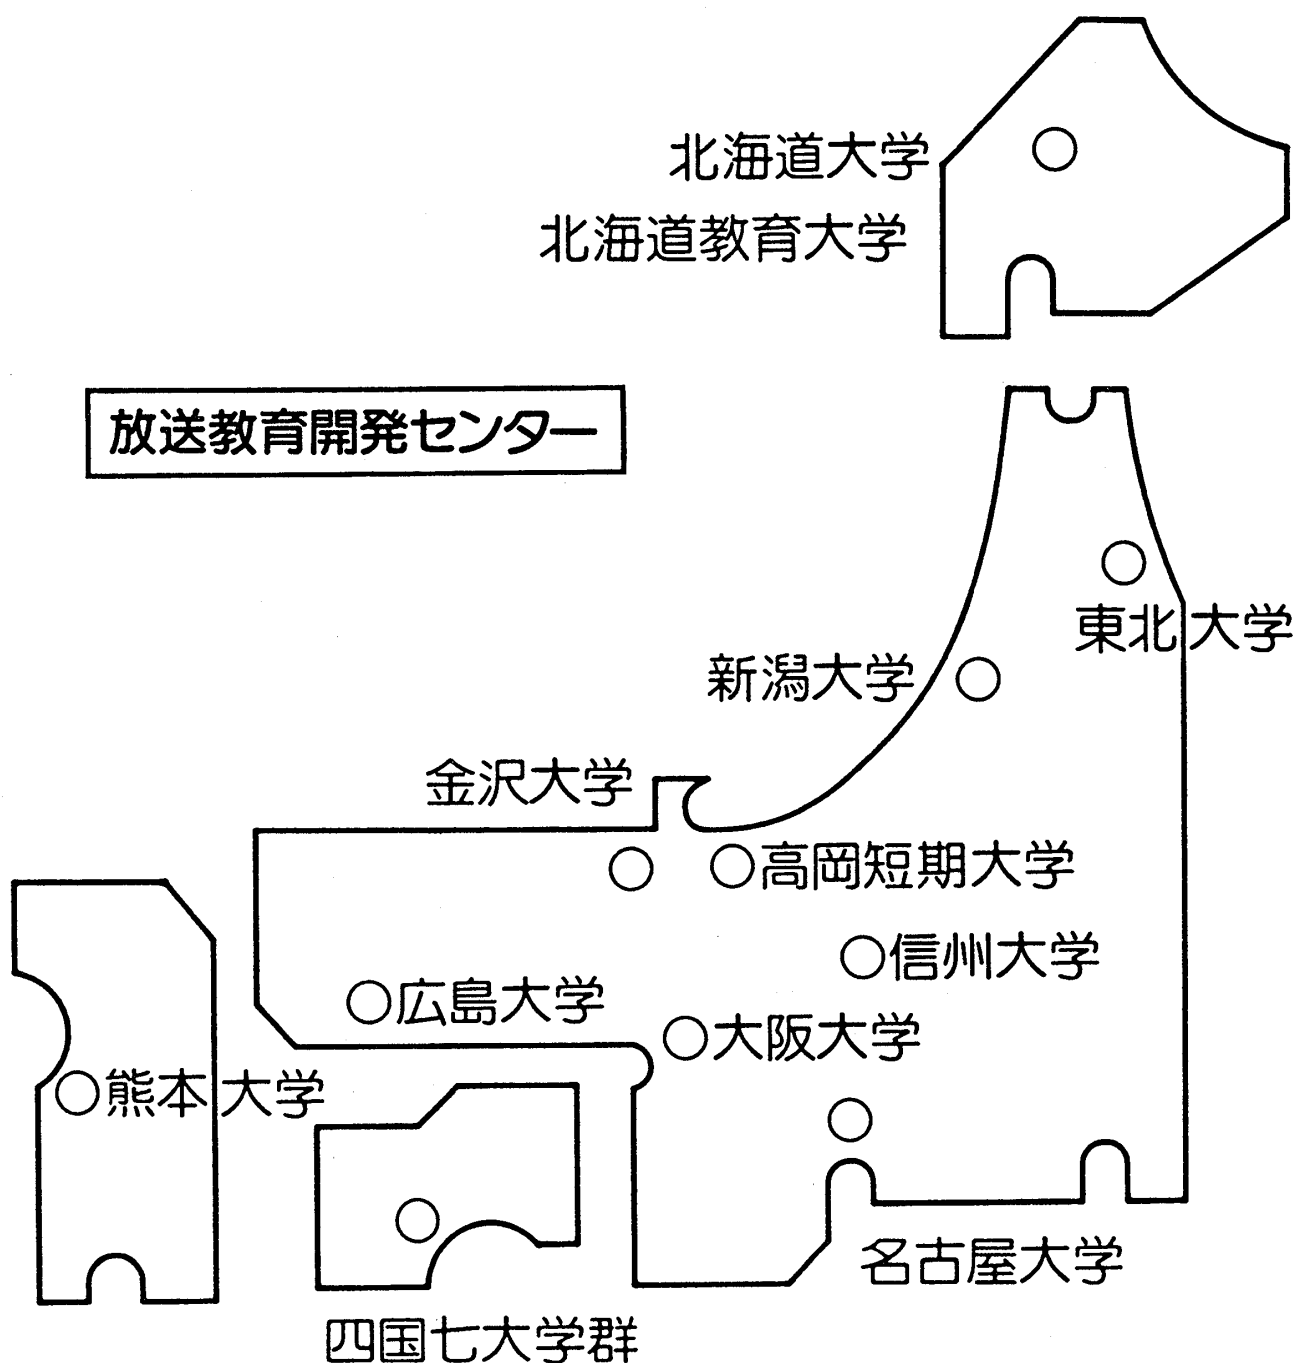 北海道大学
北海道教育大学
放送教育開発センター
東北大学
新潟大学
金沢大学
高岡短期大学
信州大学
広島大学
大阪大学
熊本大学
名古屋大学
四国七大学群